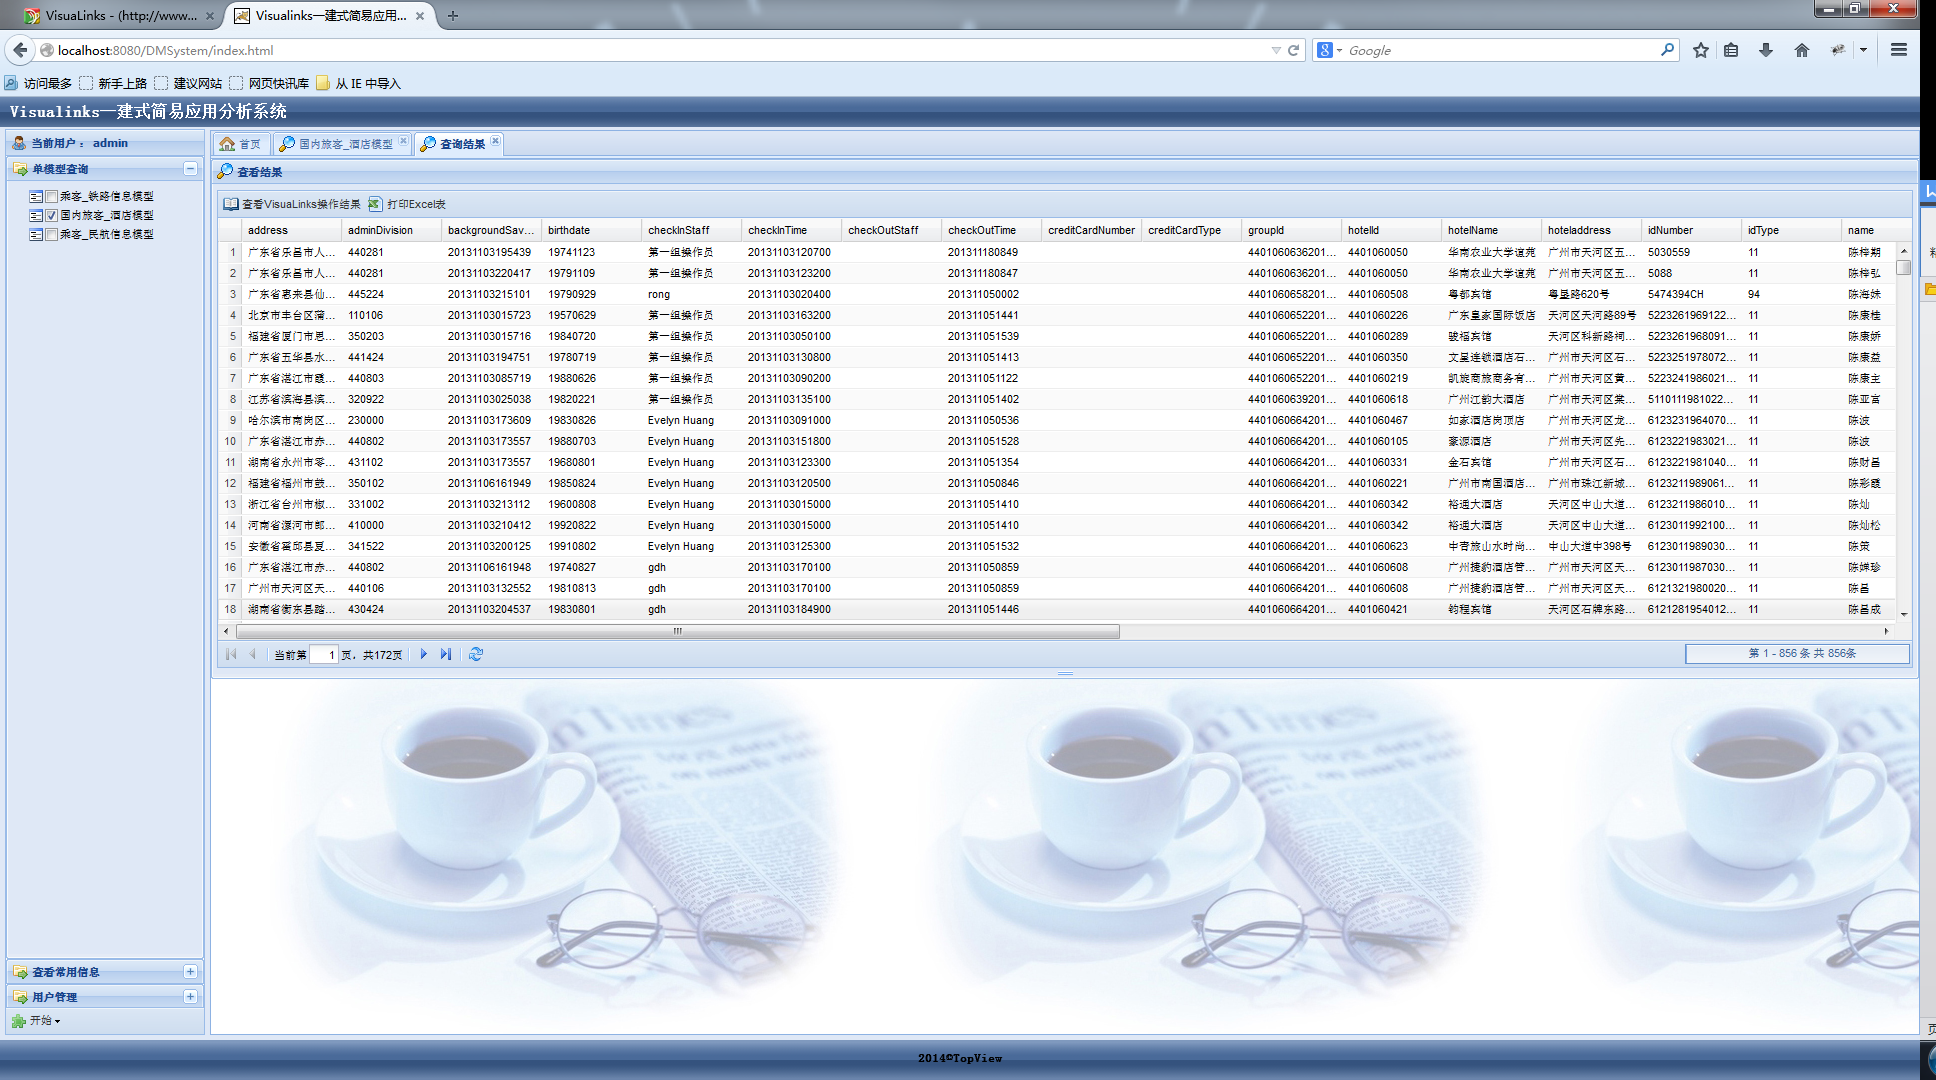 VisuaLinks - (http://www...
Visualinks—建式简易应用...
localhost:8080/DMSystem/index.html
Google
访问最多 新手上路 建议网站 网页快讯库 从 IE 中导入
Visualinks—建式简易应用分析系统
当前用户： admin
单模型查询
乘客_铁路信息模型
国内旅客_酒店模型
乘客_民航信息模型
查看常用信息
用户管理
开始
首页 国内旅客_酒店模型 查询结果
查看结果
查看VisuaLinks操作结果 打印Excel表
address adminDivision backgroundSav... birthdate checkInStaff checkInTime checkOutStaff checkOutTime creditCardNumber creditCardType groupId hotelId hotelName hoteladdress idNumber idType name
1 广东省乐昌市人... 440281 20131103195439 19741123 第一组操作员 20131103120700 201311180849 4401060636201... 4401060050 华南农业大学谊苑 广州市天河区五... 5030559 11 陈梓期
2 广东省乐昌市人... 440281 20131103220417 19791109 第一组操作员 20131103123200 201311180847 4401060636201... 4401060050 华南农业大学谊苑 广州市天河区五... 5088 11 陈梓弘
3 广东省惠来县仙... 445224 20131103215101 19790929 rong 20131103020400 201311050002 4401060658201... 4401060508 粤都宾馆 粤垦路620号 5474394CH 94 陈海妹
4 北京市丰台区蒲... 110106 20131103015723 19570629 第一组操作员 20131103163200 201311051441 4401060652201... 4401060226 广东皇家国际饭店 天河区天河路89号 5223261969122... 11 陈康桂
5 福建省厦门市思... 350203 20131103015716 19840720 第一组操作员 20131103050100 201311051539 4401060652201... 4401060289 骏福宾馆 天河区科新路祠... 5223261968091... 11 陈康娇
6 广东省五华县水... 441424 20131103194751 19780719 第一组操作员 20131103130800 201311051413 4401060652201... 4401060350 文星连锁酒店石... 广州市天河区石... 5223251978072... 11 陈康益
7 广东省湛江市霞... 440803 20131103085719 19880626 第一组操作员 20131103090200 201311051122 4401060652201... 4401060219 凯旋商旅商务有... 广州市天河区黄... 5223241986021... 11 陈康主
8 江苏省滨海县滨... 320922 20131103025038 19820221 第一组操作员 20131103135100 201311051402 4401060639201... 4401060618 广州江韵大酒店 广州市天河区棠... 5110111981022... 11 陈亚富
9 哈尔滨市南岗区... 230000 20131103173609 19830826 Evelyn Huang 20131103091000 201311050536 4401060664201... 4401060467 如家酒店岗顶店 广州市天河区龙... 6123231964070... 11 陈波
10 广东省湛江市赤... 440802 20131103173557 19880703 Evelyn Huang 20131103151800 201311051528 4401060664201... 4401060105 豪源酒店 广州市天河区先... 6123221983021... 11 陈波
11 湖南省永州市零... 431102 20131103173557 19680801 Evelyn Huang 20131103123300 201311051354 4401060664201... 4401060331 金石宾馆 广州市天河区石... 6123221981040... 11 陈财昌
12 福建省福州市鼓... 350102 20131106161949 19850824 Evelyn Huang 20131103120500 201311050846 4401060664201... 4401060221 广州市南国酒店... 广州市珠江新城... 6123211989061... 11 陈彩霞
13 浙江省台州市椒... 331002 20131103213112 19600808 Evelyn Huang 20131103015000 201311051410 4401060664201... 4401060342 裕通大酒店 天河区中山大道... 6123211986010... 11 陈灿
14 河南省漯河市郾... 410000 20131103210412 19920822 Evelyn Huang 20131103015000 201311051410 4401060664201... 4401060342 裕通大酒店 天河区中山大道... 6123011992100... 11 陈灿松
15 安徽省霍邱县夏... 341522 20131103200125 19910802 Evelyn Huang 20131103125300 201311051532 4401060664201... 4401060623 中青旅山水时尚... 中山大道中398号 6123011989030... 11 陈策
16 广东省湛江市赤... 440802 20131106161948 19740827 gdh 20131103170100 201311050859 4401060664201... 4401060608 广州捷豹酒店管... 广州市天河区天... 6123011987030... 11 陈婵珍
17 广州市天河区天... 440106 20131103132552 19810813 gdh 20131103170100 201311050859 4401060664201... 4401060608 广州捷豹酒店管... 广州市天河区天... 6121321980020... 11 陈昌
18 湖南省衡东县踏... 430424 20131103204537 19830801 gdh 20131103184900 201311051446 4401060664201... 4401060421 钧程宾馆 天河区石牌东路... 6121281954012... 11 陈昌成
当前第 1 页，共172页
第 1 - 856 条 共 856条
2014©TopView